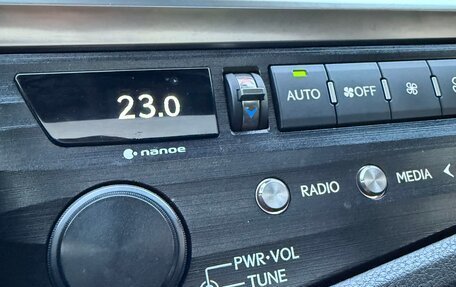 23.0
AUTO
OFF
nanoe
RADIO
MEDIA
PWR·VOL
TUNE